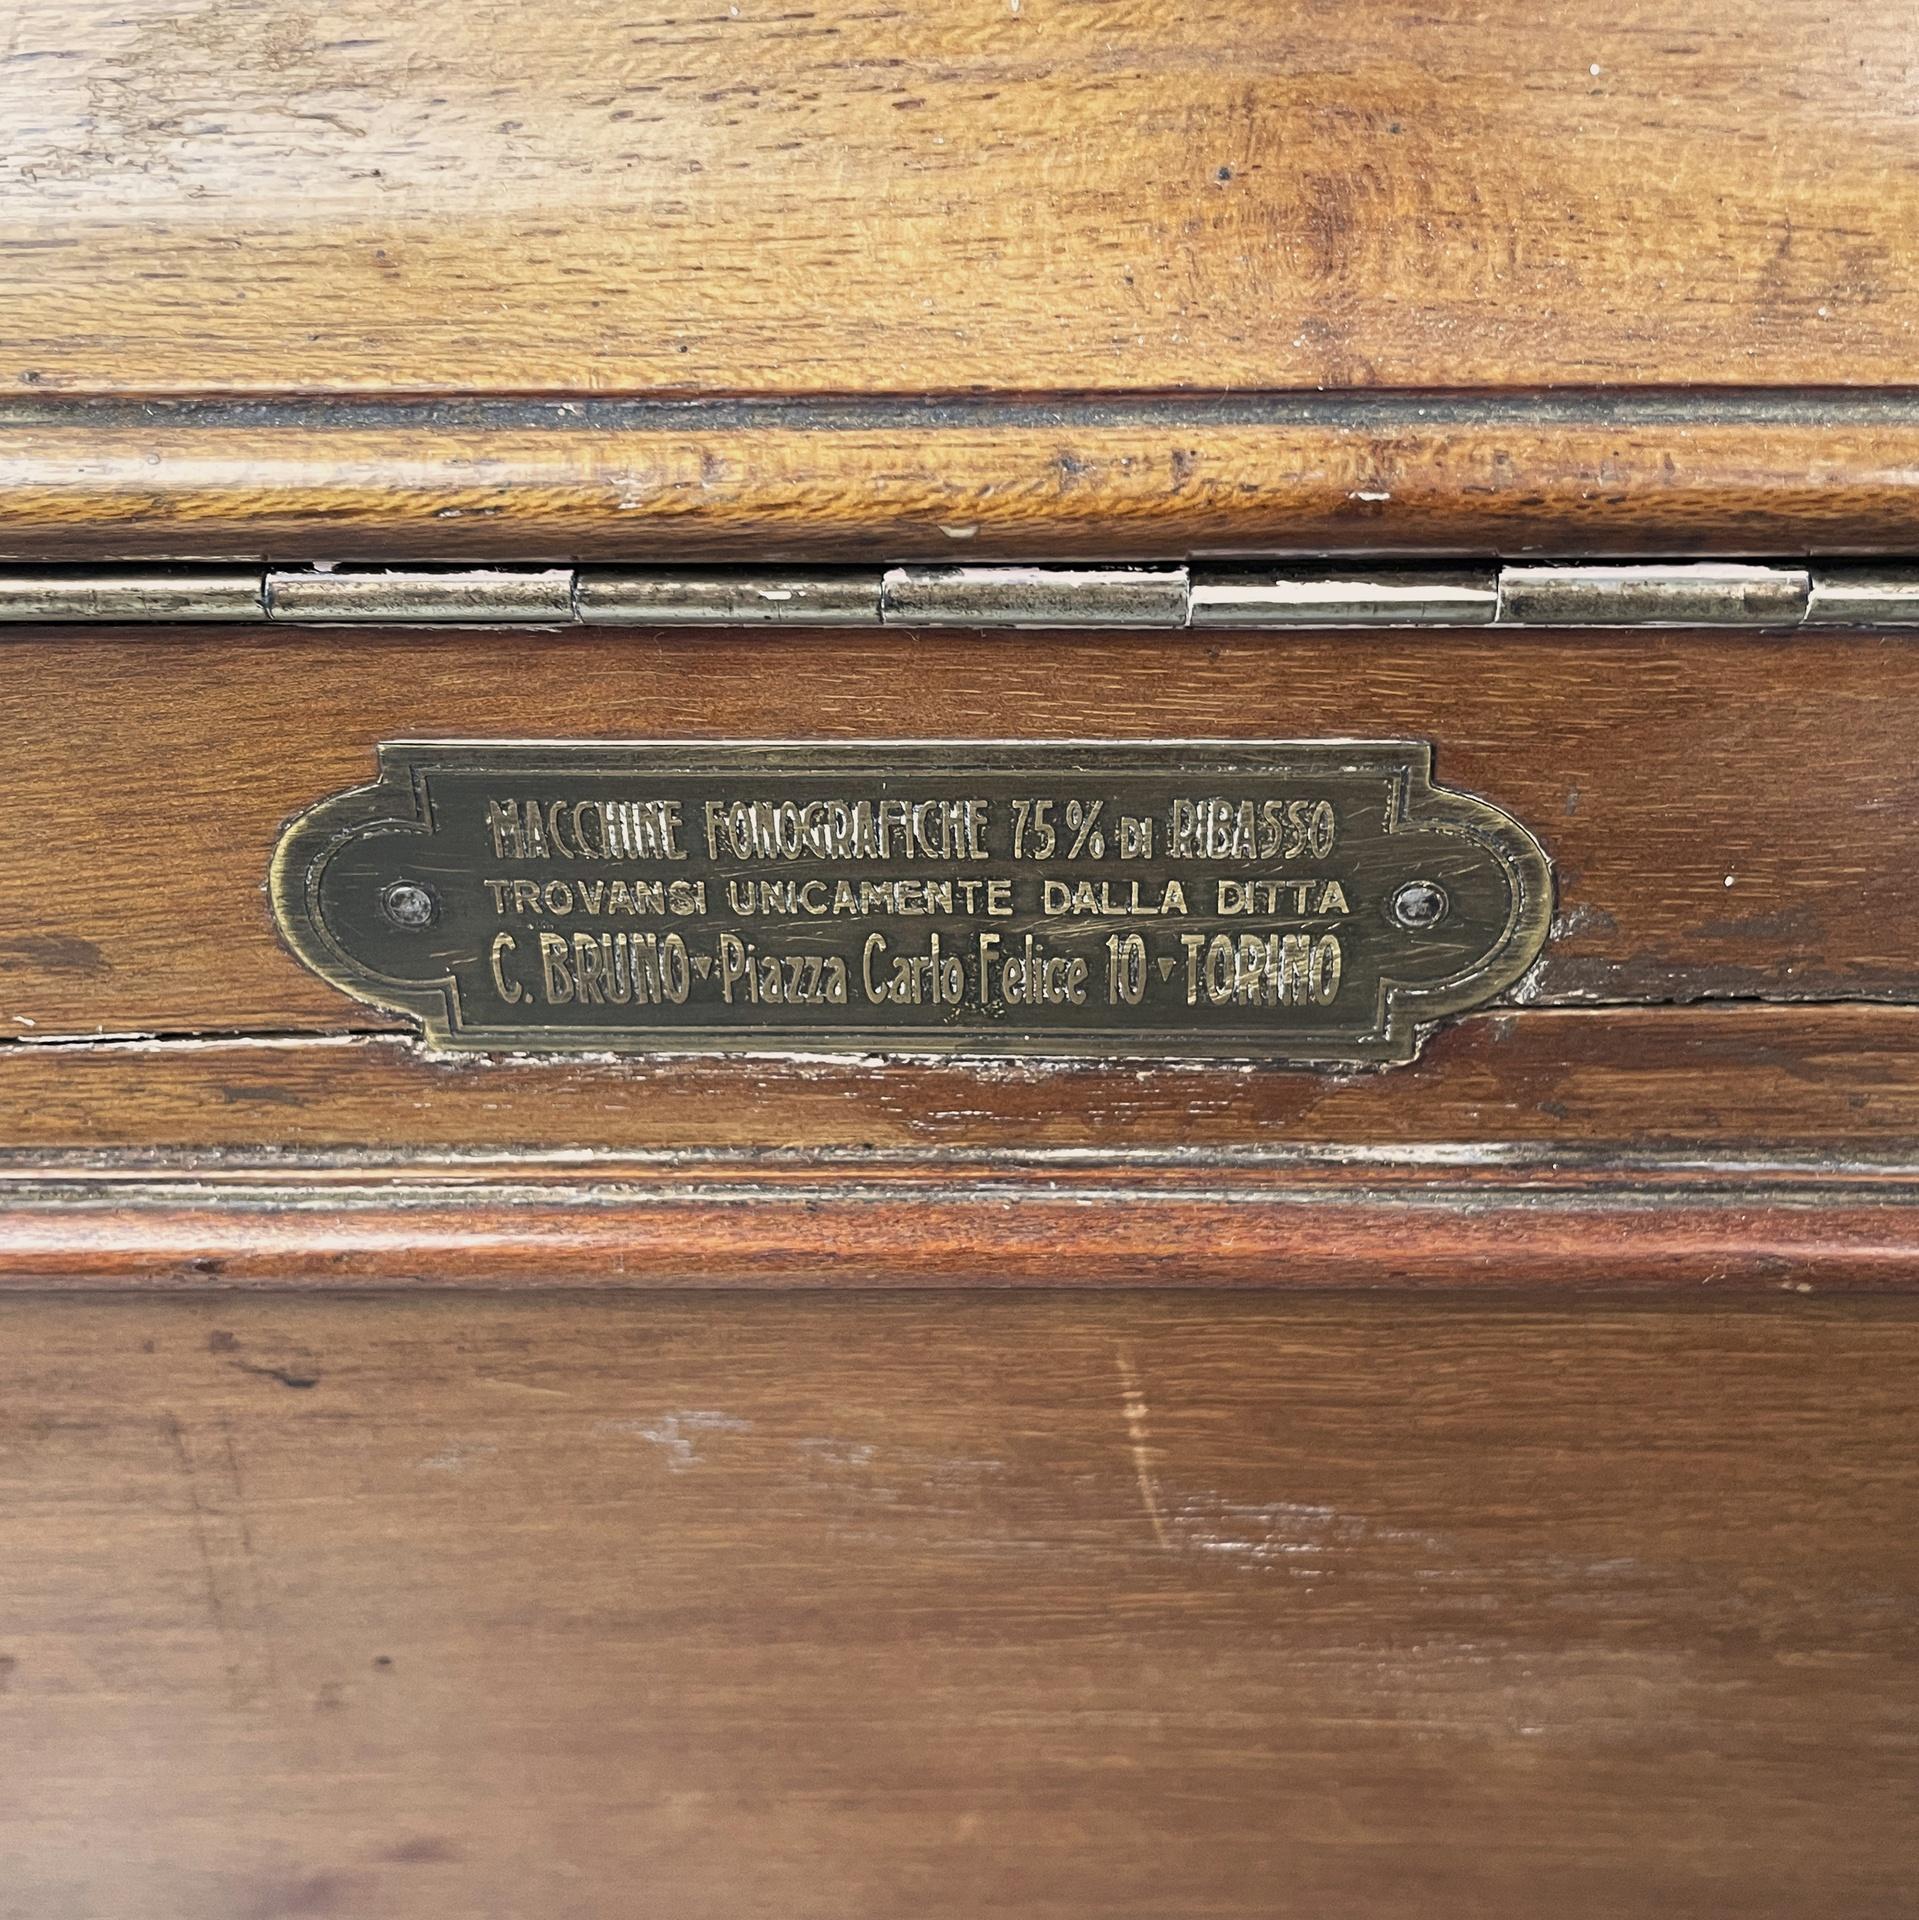 MACCHINE FONOGRAFICHE 75% DI RIBASSO
TROVANSI UNICAMENTE DALLA DITTA
C. BRUNO ▾ Piazza Carlo Felice 10 ▾ TORINO